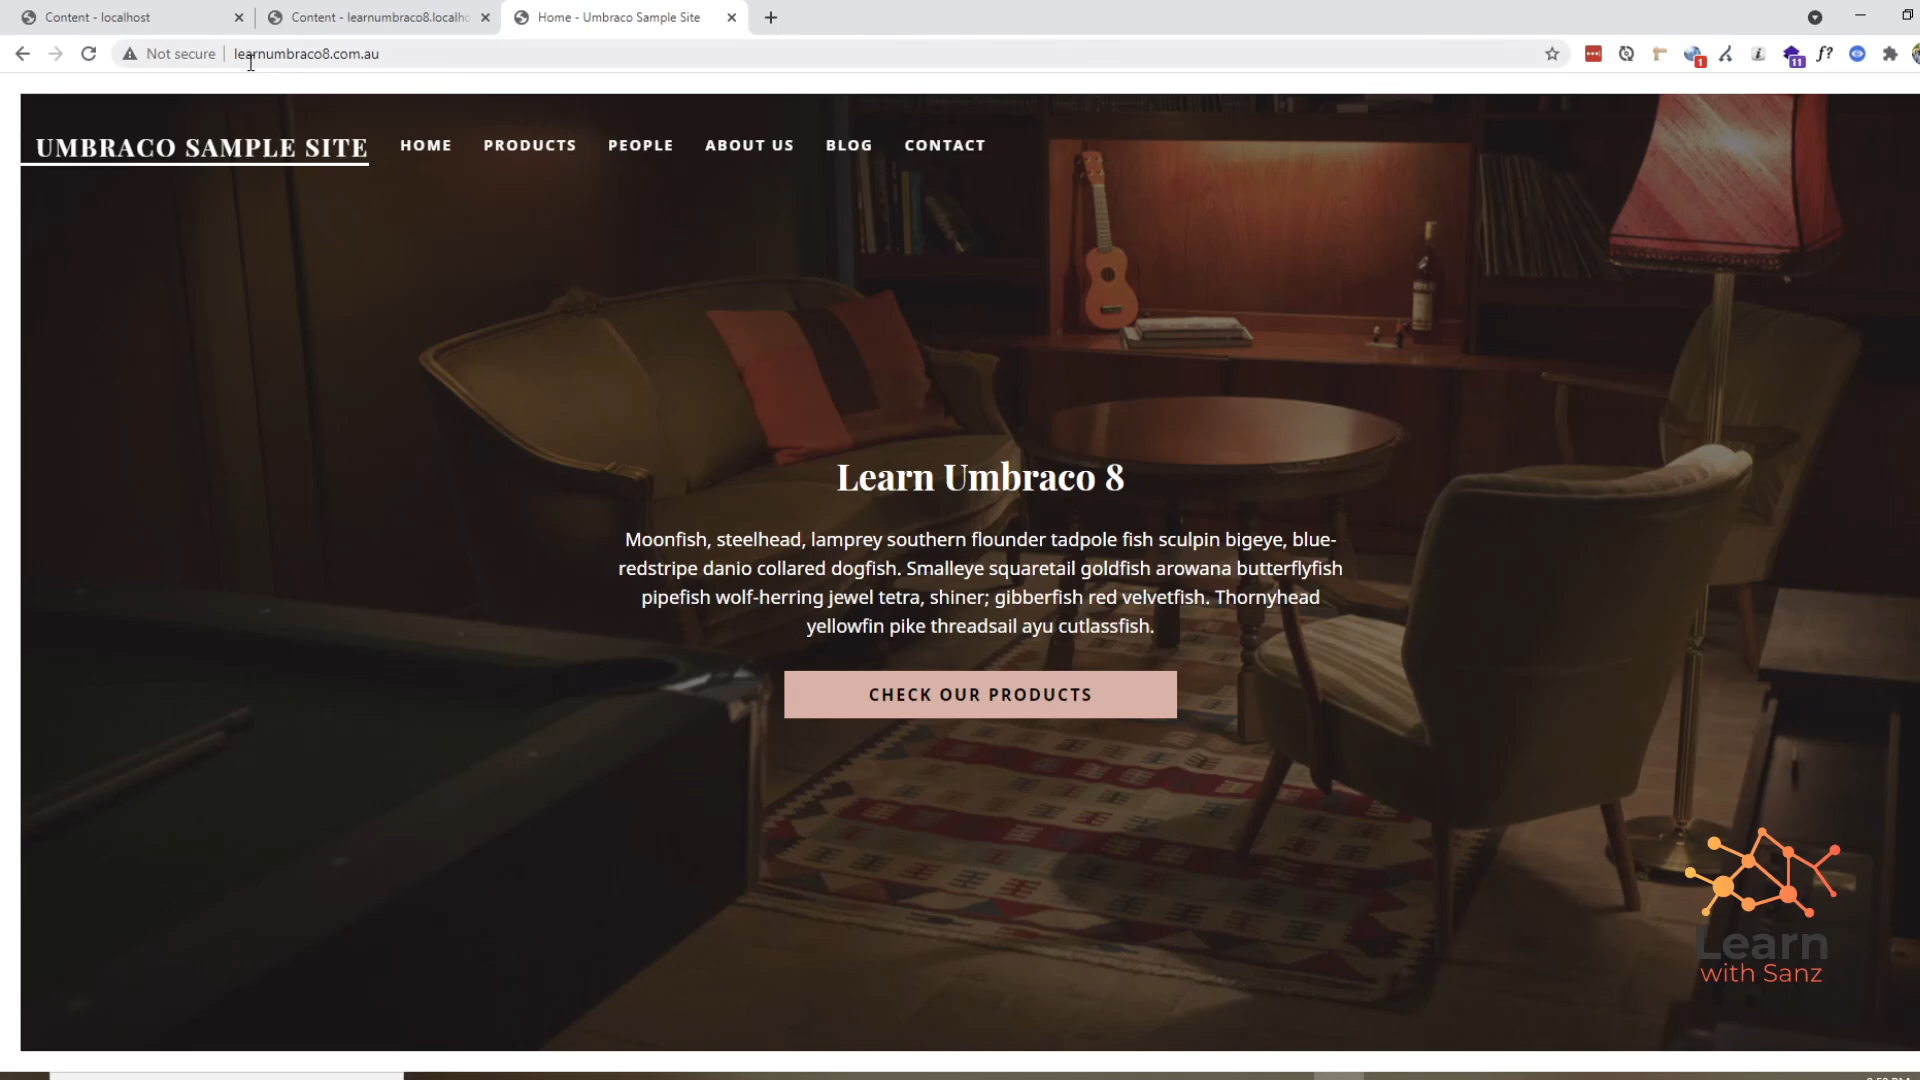 Content - localhost
Content - learnumbraco8.localho
Home - Umbraco Sample Site
Not secure
learnumbraco8.com.au
1
i
11
f?
UMBRACO SAMPLE SITE
HOME
PRODUCTS
PEOPLE
ABOUT US
BLOG
CONTACT
Learn Umbraco 8
Moonfish, steelhead, lamprey southern flounder tadpole fish sculpin bigeye, blue-
redstripe danio collared dogfish. Smalleye squaretail goldfish arowana butterflyfish
pipefish wolf-herring jewel tetra, shiner; gibberfish red velvetfish. Thornyhead
yellowfin pike threadsail ayu cutlassfish.
CHECK OUR PRODUCTS
Learn
with Sanz